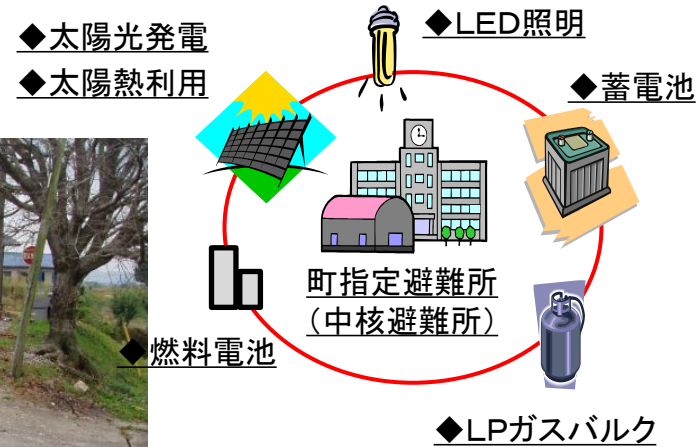 ◆太陽光発電
◆太陽熱利用
◆LED照明
◆蓄電池
町指定避難所
（中核避難所）
◆燃料電池
◆LPガスバルク